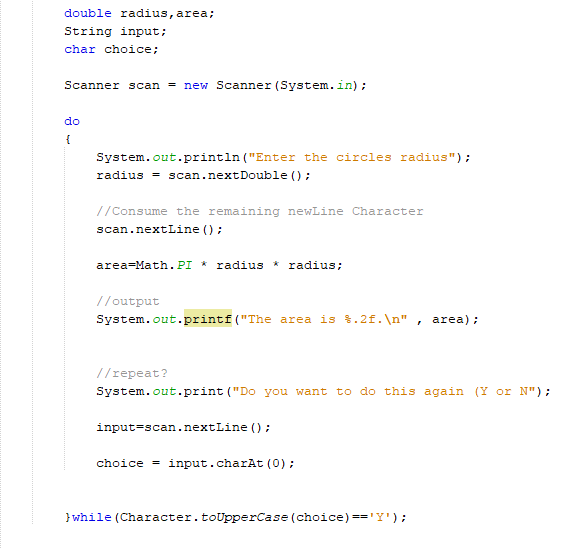 double radius,area;
String input;
char choice;
Scanner scan = new Scanner(System.in);
do
{
System.out.println("Enter the circles radius");
radius = scan.nextDouble();
//Consume the remaining newLine Character
scan.nextLine();
area=Math.PI * radius * radius;
//output
System.out.printf("The area is %.2f.\n" , area);
//repeat?
System.out.print("Do you want to do this again (Y or N");
input=scan.nextLine();
choice = input.charAt(0);
}while(Character.toUpperCase(choice)=='Y');